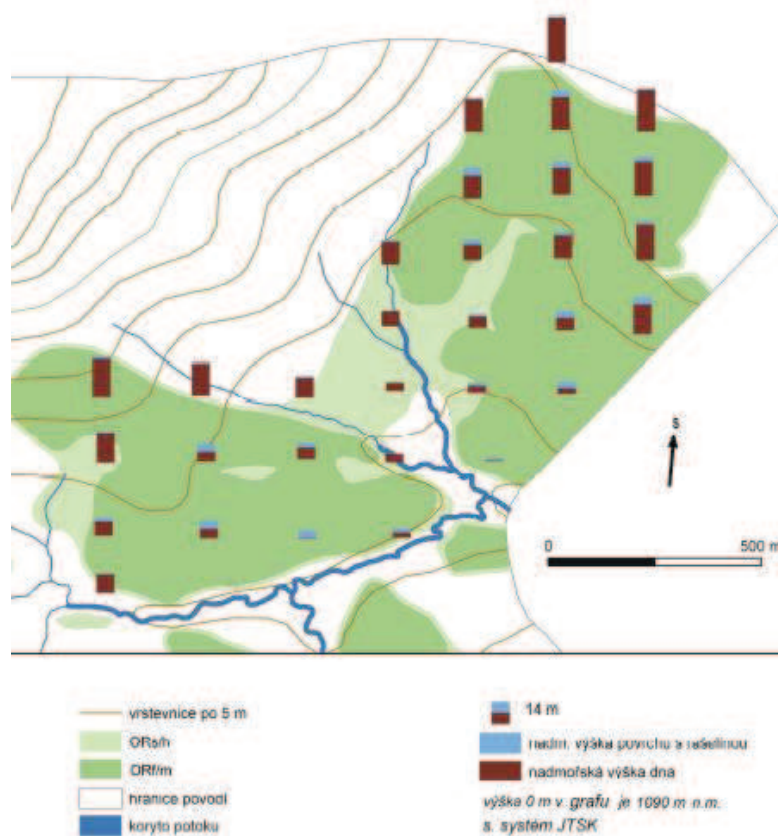 S
0
500 m
vrstevnice po 5 m
ORs/h
ORf/m
hranice povodí
koryto potoku
14 m
nadm. výška povrchu s rašelinou
nadmořská výška dna
výška 0 m v. grafu je 1090 m n.m.
s. systém JTSK